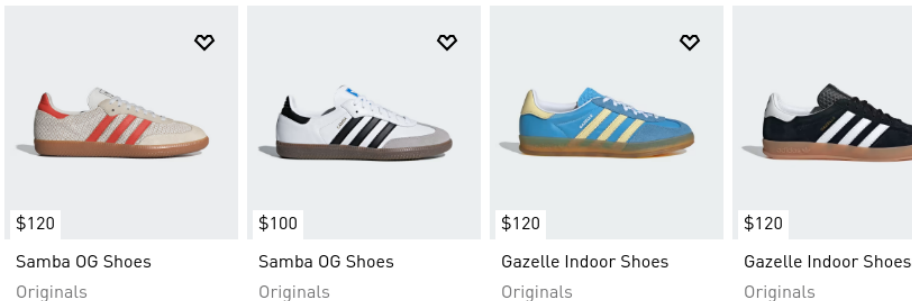 $120
$100
$120
$120
Samba OG Shoes
Samba OG Shoes
Gazelle Indoor Shoes
Gazelle Indoor Shoes
Originals
Originals
Originals
Originals